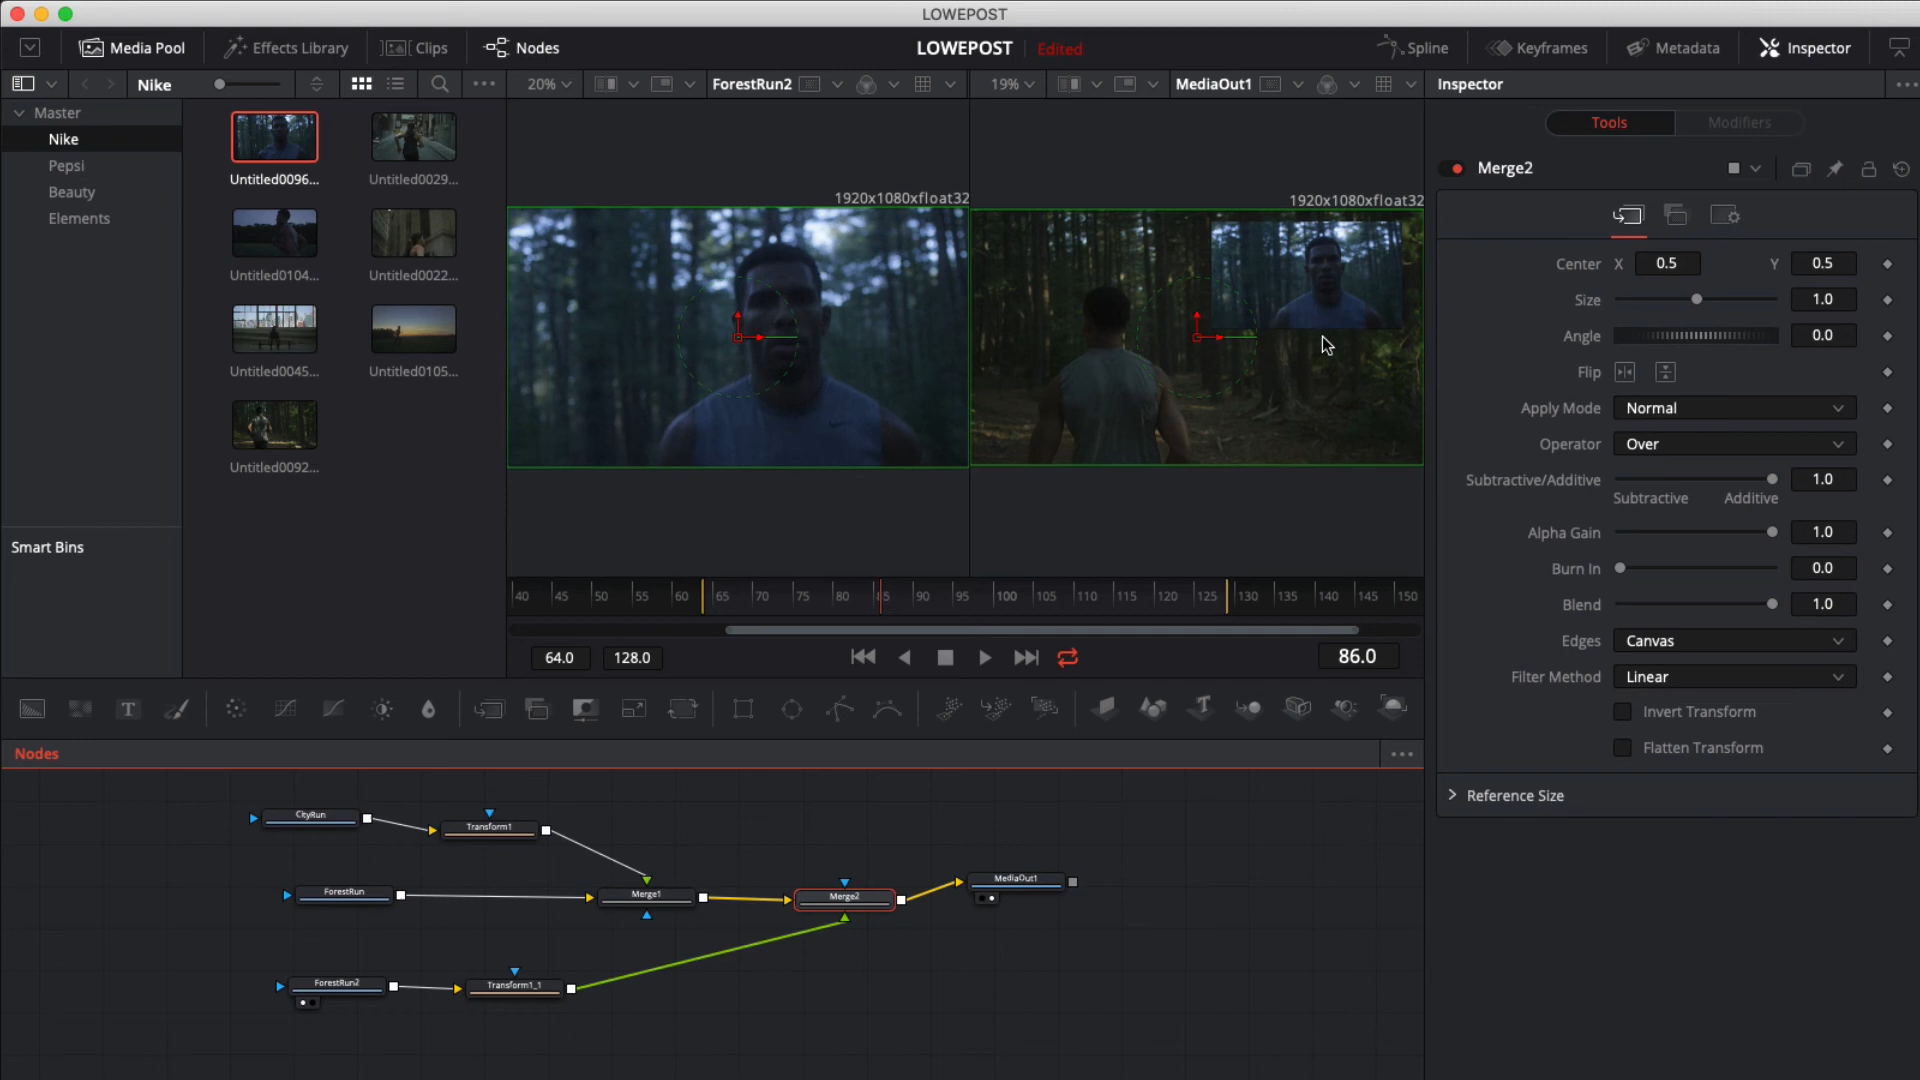 LOWEPOST
Media Pool
Effects Library
Clips
Nodes
LOWEPOST
Edited
Spline
Keyframes
Metadata
Inspector
Nike
20%
ForestRun2
19%
MediaOut1
Inspector
Master
Nike
Pepsi
Beauty
Elements
Smart Bins
Untitled0096...
Untitled0029...
Untitled0104...
Untitled0022...
Untitled0045...
Untitled0105...
Untitled0092...
1920x1080xfloat32
1920x1080xfloat32
40 45 50 55 60 65 70 75 80 85 90 95 100 105 110 115 120 125 130 135 140 145 150
64.0
128.0
86.0
Tools
Modifiers
Merge2
Center X 0.5 Y 0.5
Size 1.0
Angle 0.0
Flip
Apply Mode Normal
Operator Over
Subtractive/Additive 1.0
Subtractive Additive
Alpha Gain 1.0
Burn In 0.0
Blend 1.0
Edges Canvas
Filter Method Linear
Invert Transform
Flatten Transform
Reference Size
Nodes
CityRun
Transform1
ForestRun
Merge1
Merge2
MediaOut1
ForestRun2
Transform1_1